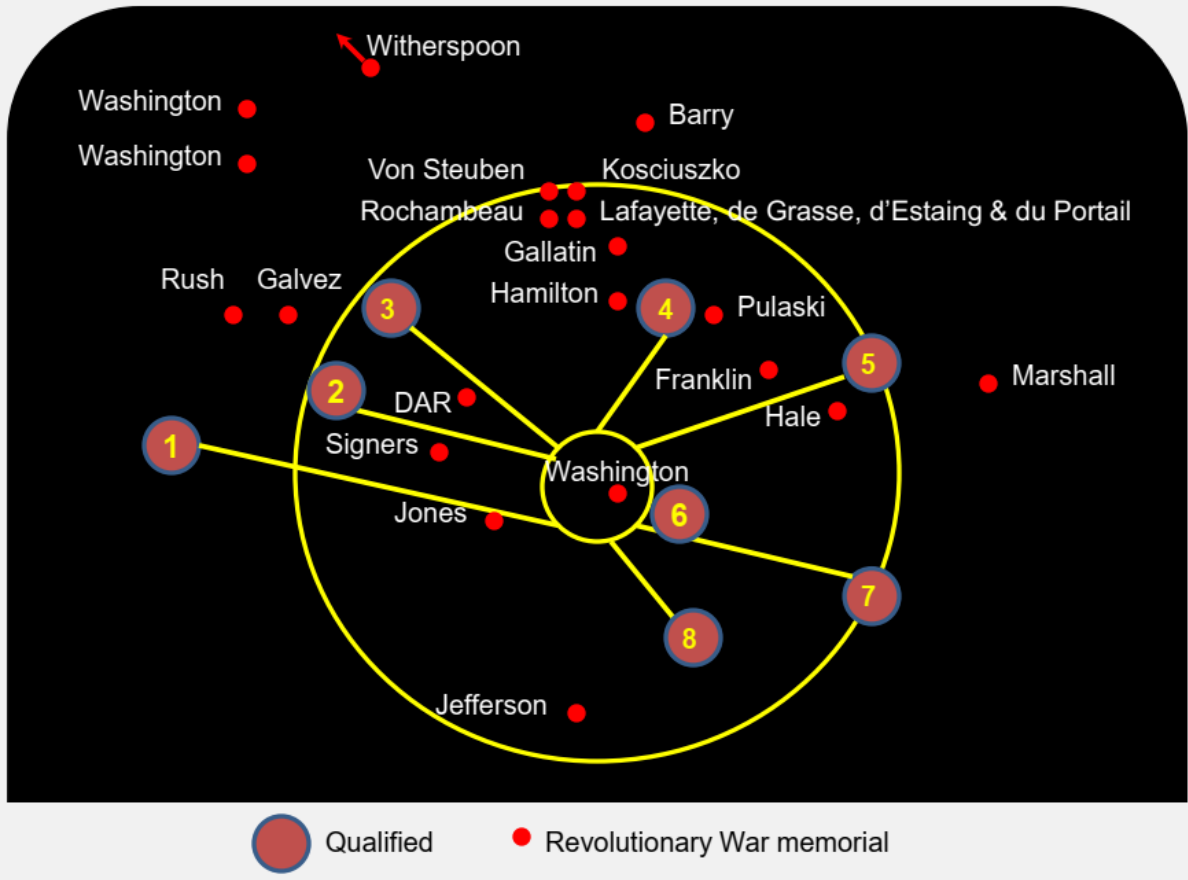 Witherspoon
Washington
Barry
Washington
Von Steuben
Kosciuszko
Rochambeau
Lafayette, de Grasse, d’Estaing & du Portail
Gallatin
Rush
Galvez
Hamilton
3
4
Pulaski
5
Marshall
Franklin
2
DAR
Hale
1
Signers
Washington
Jones
6
7
8
Jefferson
Qualified
Revolutionary War memorial